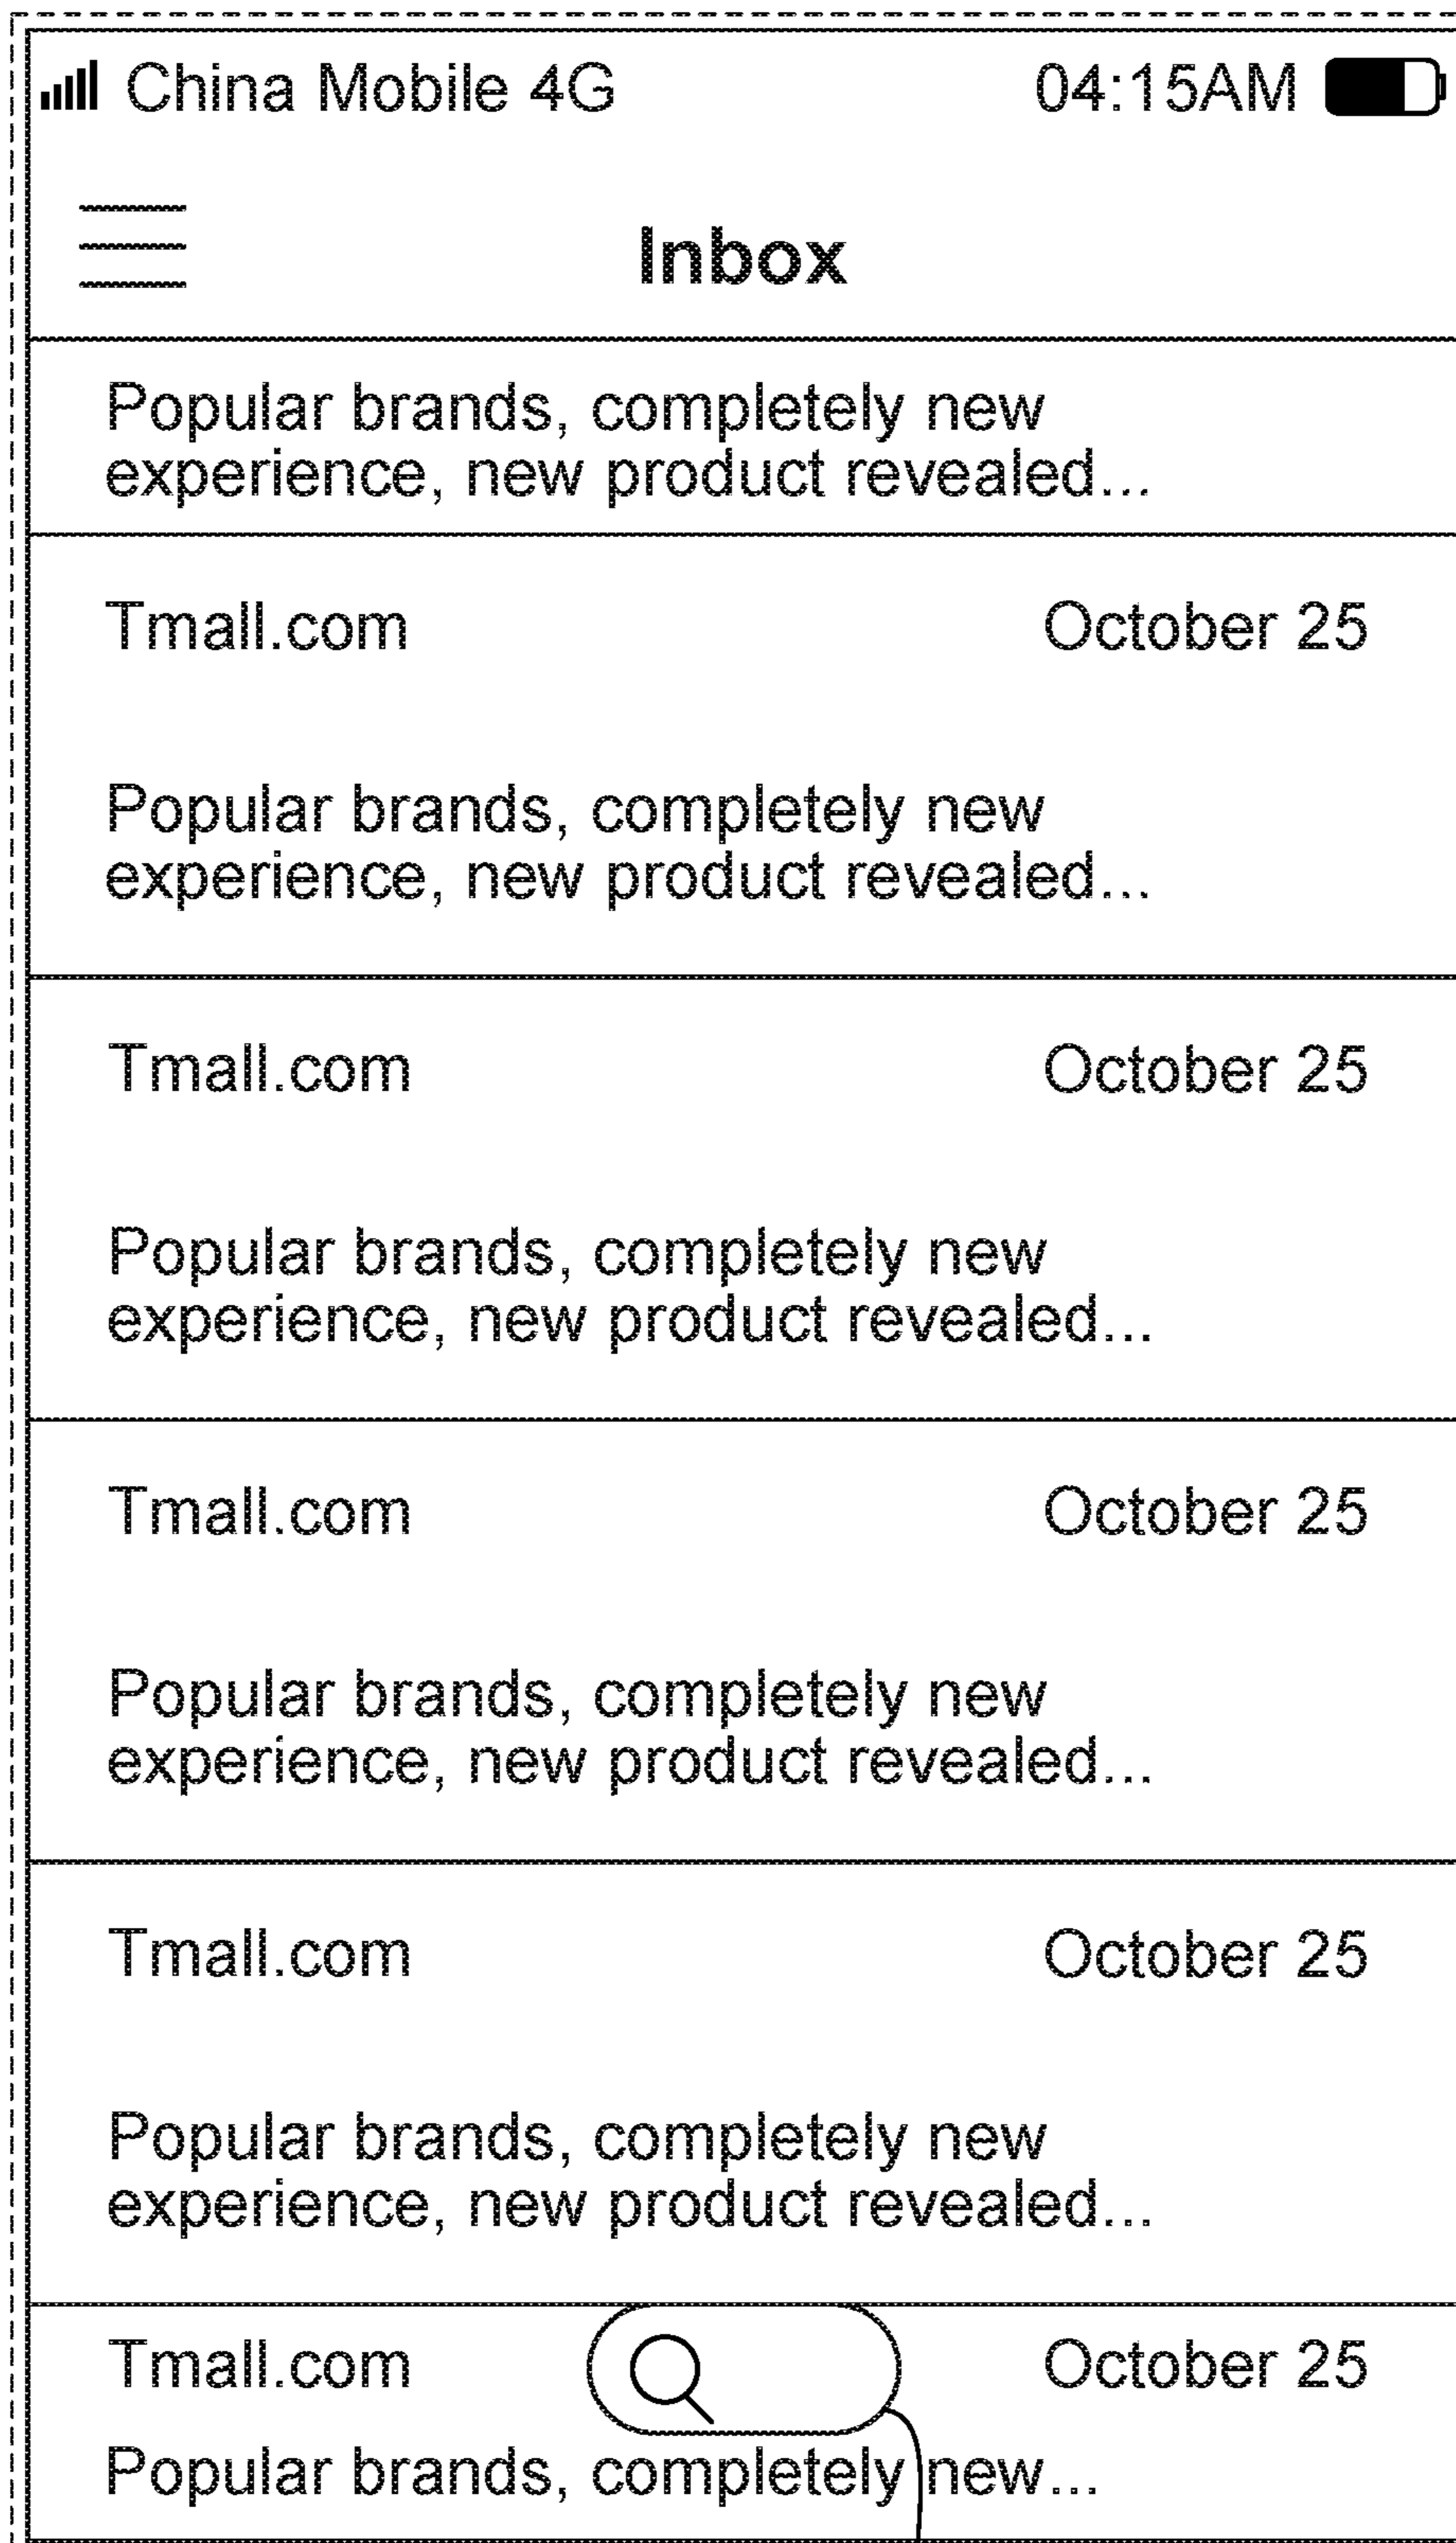 China Mobile 4G 04:15AM
Inbox
Popular brands, completely new
experience, new product revealed...
Tmall.com October 25
Popular brands, completely new
experience, new product revealed...
Tmall.com October 25
Popular brands, completely new
experience, new product revealed...
Tmall.com October 25
Popular brands, completely new
experience, new product revealed...
Tmall.com October 25
Popular brands, completely new
experience, new product revealed...
Tmall.com October 25
Popular brands, completely new...